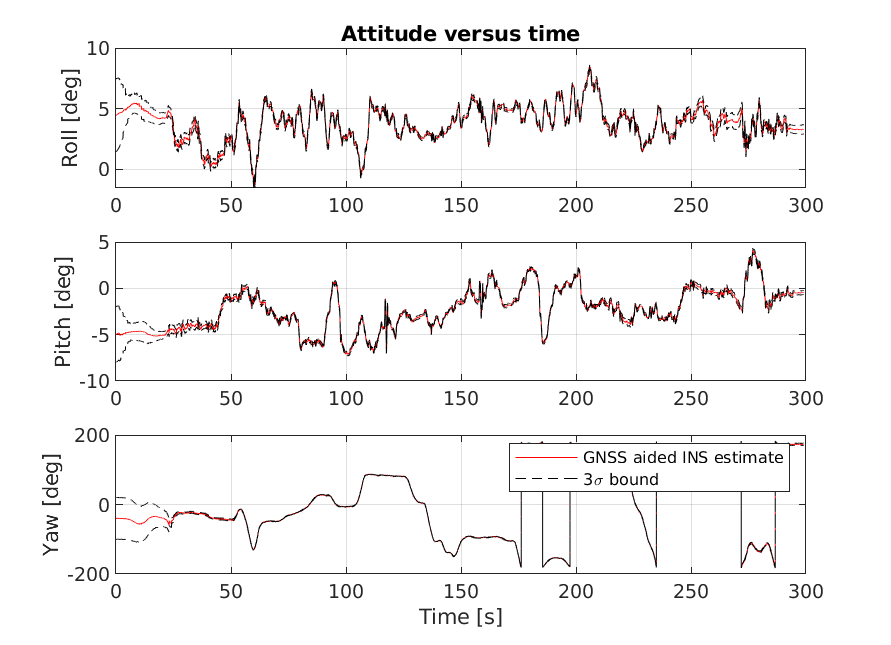 Attitude versus time
10
5
0
Roll [deg]
0 50 100 150 200 250 300
5
0
-5
-10
Pitch [deg]
0 50 100 150 200 250 300
200
0
-200
Yaw [deg]
GNSS aided INS estimate
3σ bound
0 50 100 150 200 250 300
Time [s]